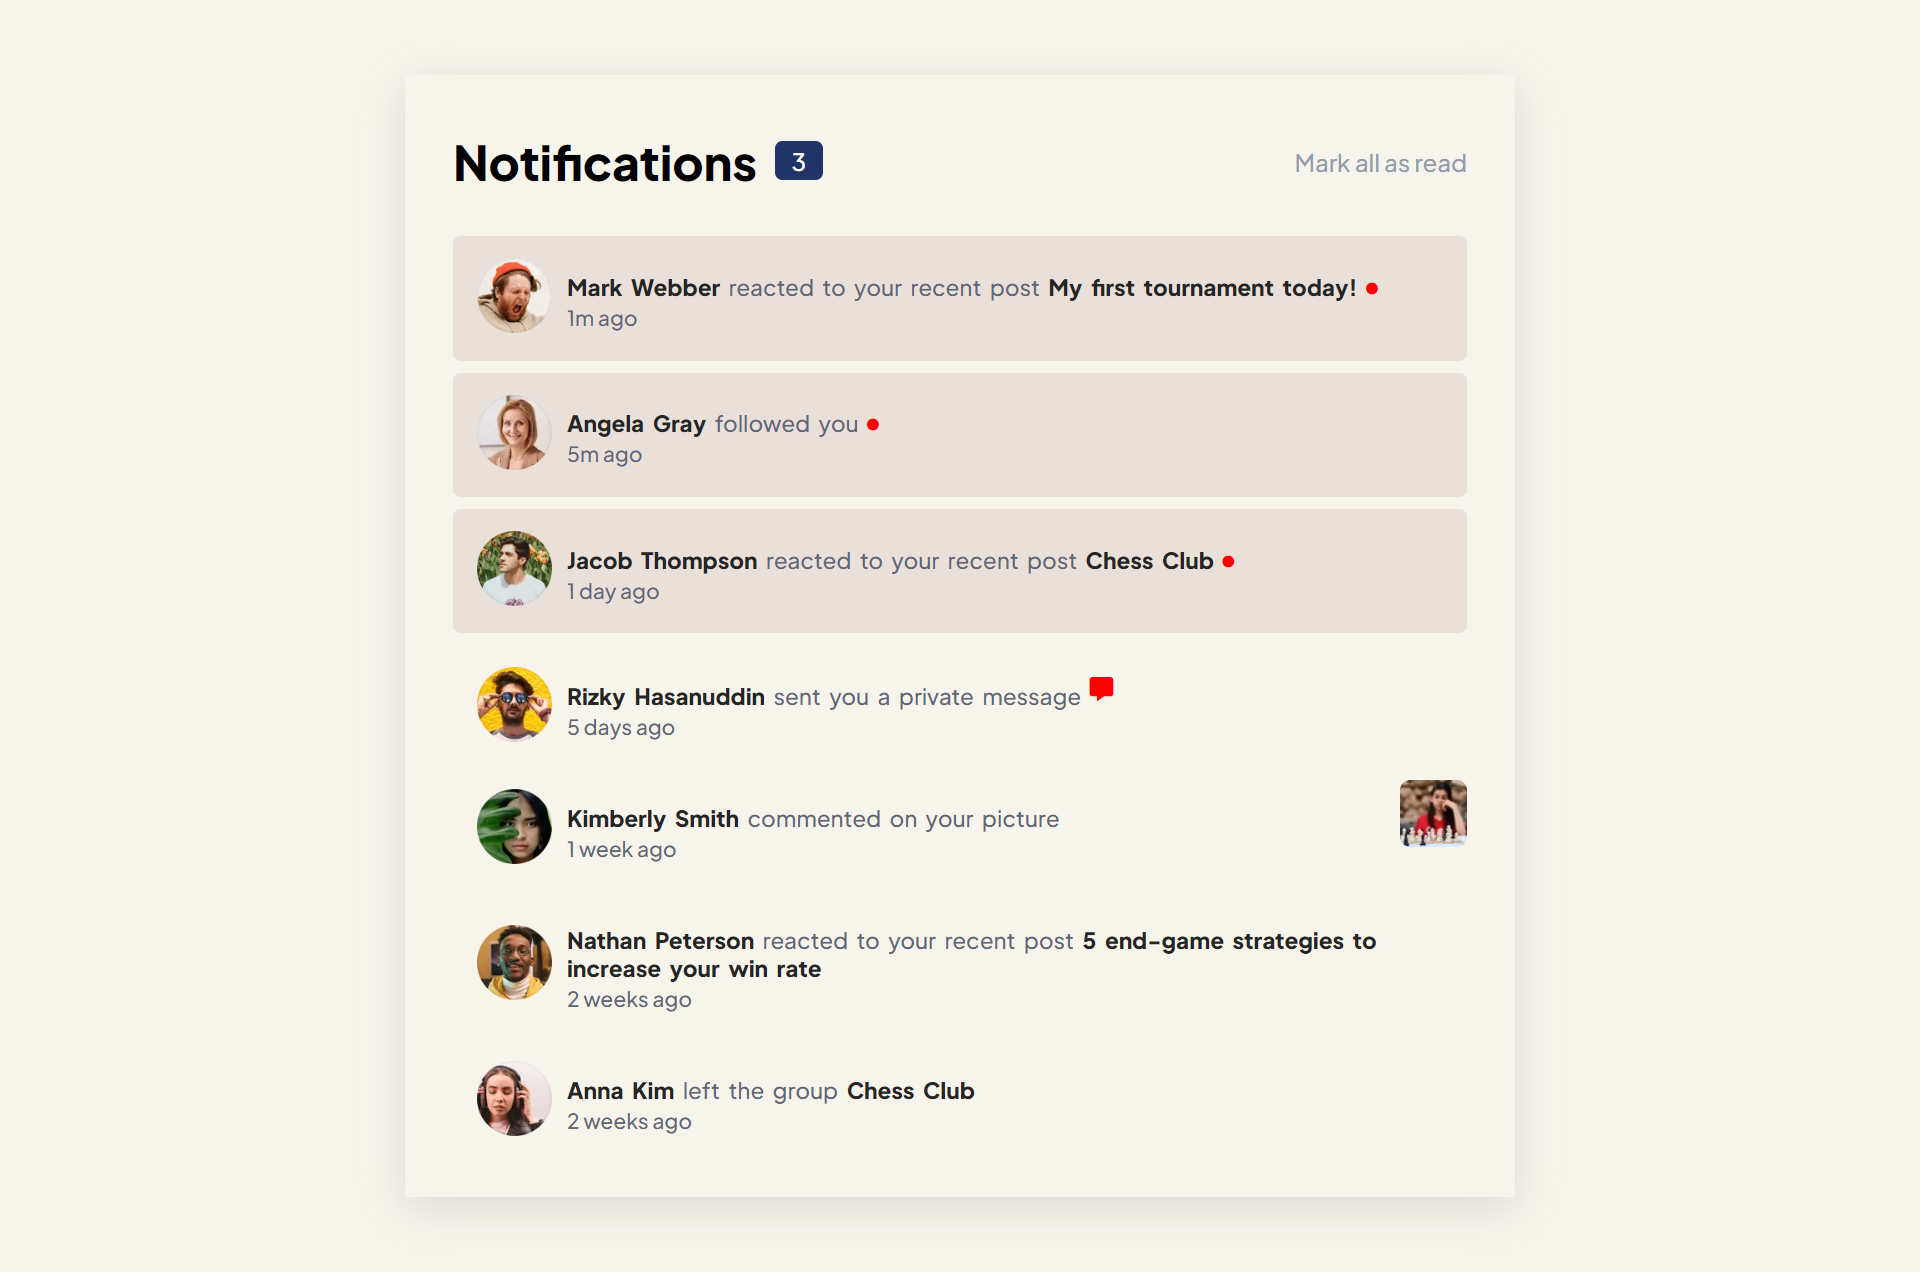 Notifications 3
Mark all as read
Mark Webber reacted to your recent post My first tournament today!
1m ago
Angela Gray followed you
5m ago
Jacob Thompson reacted to your recent post Chess Club
1 day ago
Rizky Hasanuddin sent you a private message
5 days ago
Kimberly Smith commented on your picture
1 week ago
Nathan Peterson reacted to your recent post 5 end-game strategies to
increase your win rate
2 weeks ago
Anna Kim left the group Chess Club
2 weeks ago